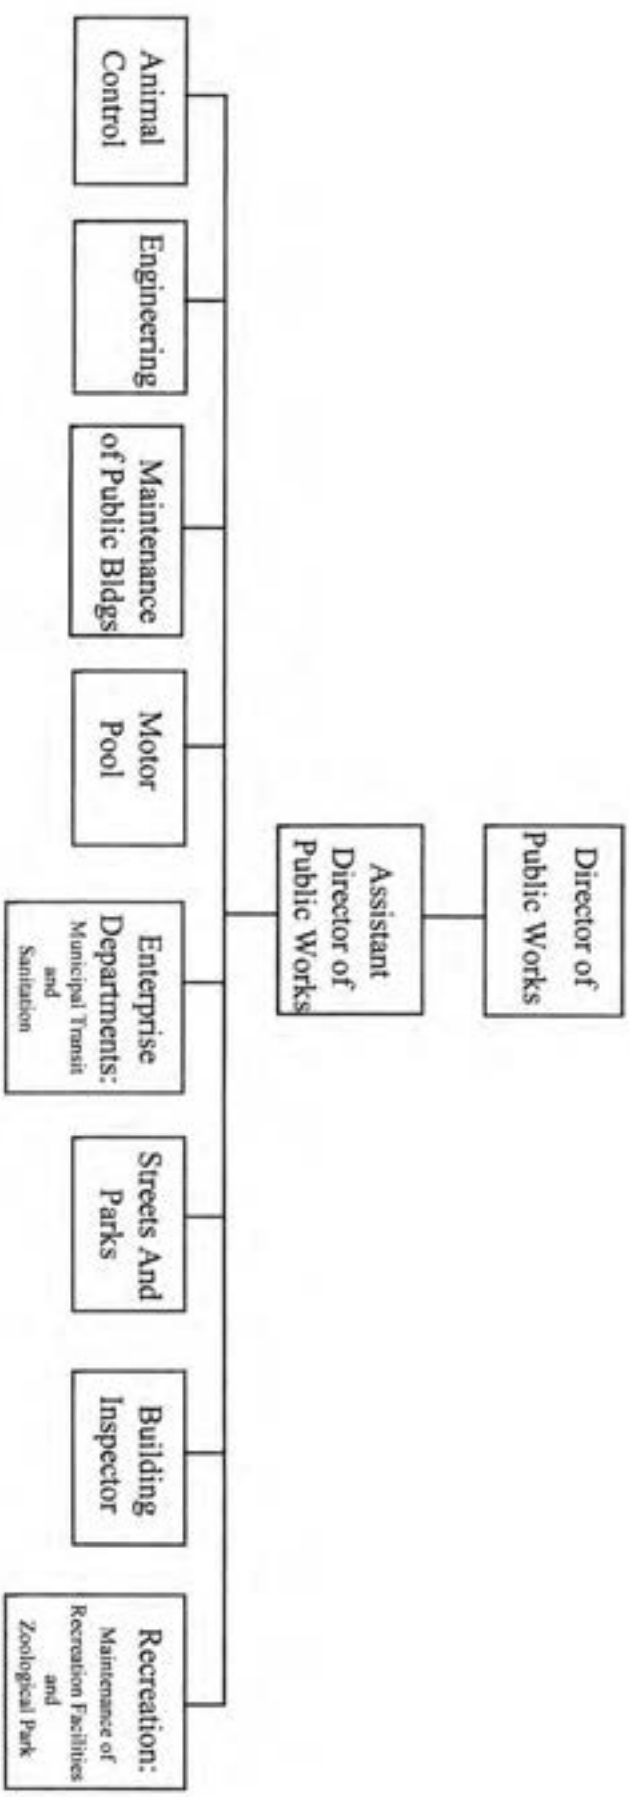 Director of
Public Works
Assistant
Director of
Public Works
Animal
Control
Engineering
Maintenance
of Public Bldgs
Motor
Pool
Enterprise
Departments:
Municipal Transit
and
Sanitation
Streets And
Parks
Building
Inspector
Recreation:
Maintenance of
Recreation Facilities
and
Zoological Park